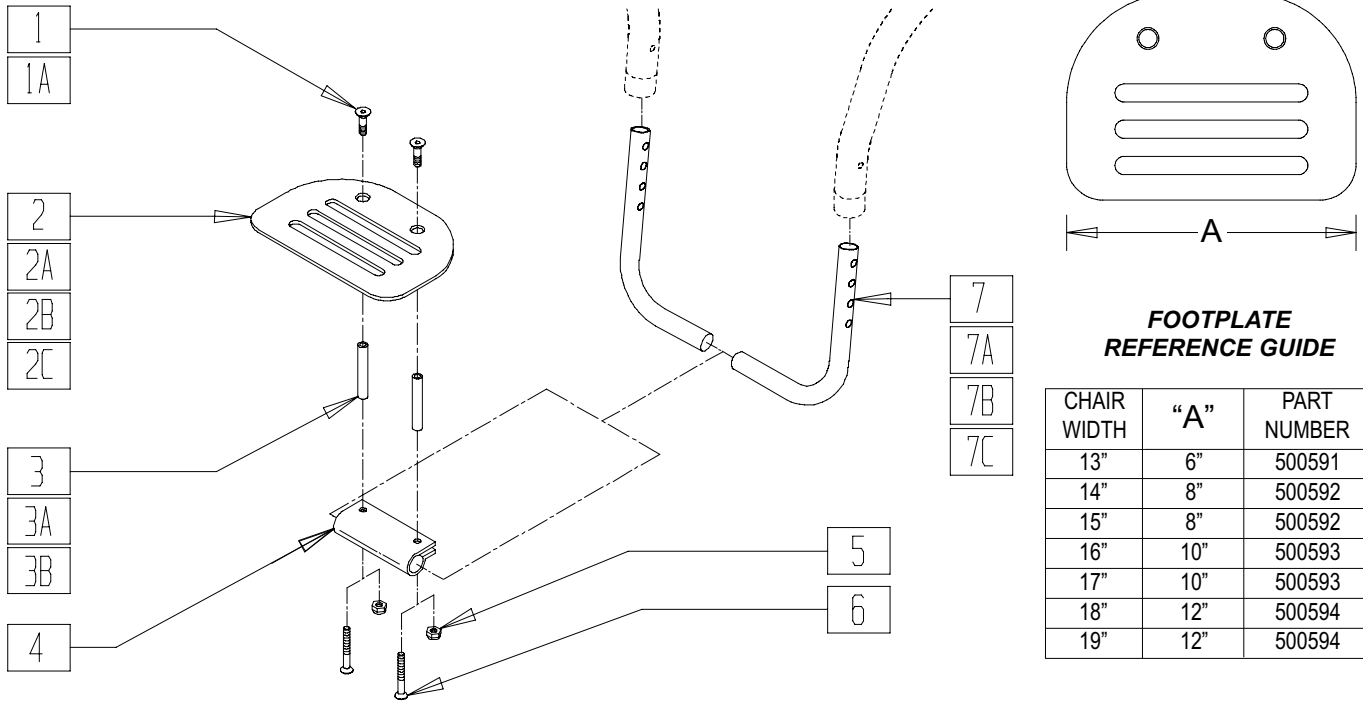 1
1A
2
2A
2B
2C
3
3A
3B
4
5
6
7
7A
7B
7C
A
FOOTPLATE
REFERENCE GUIDE
CHAIR WIDTH “A” PART NUMBER
13” 6” 500591
14” 8” 500592
15” 8” 500592
16” 10” 500593
17” 10” 500593
18” 12” 500594
19” 12” 500594